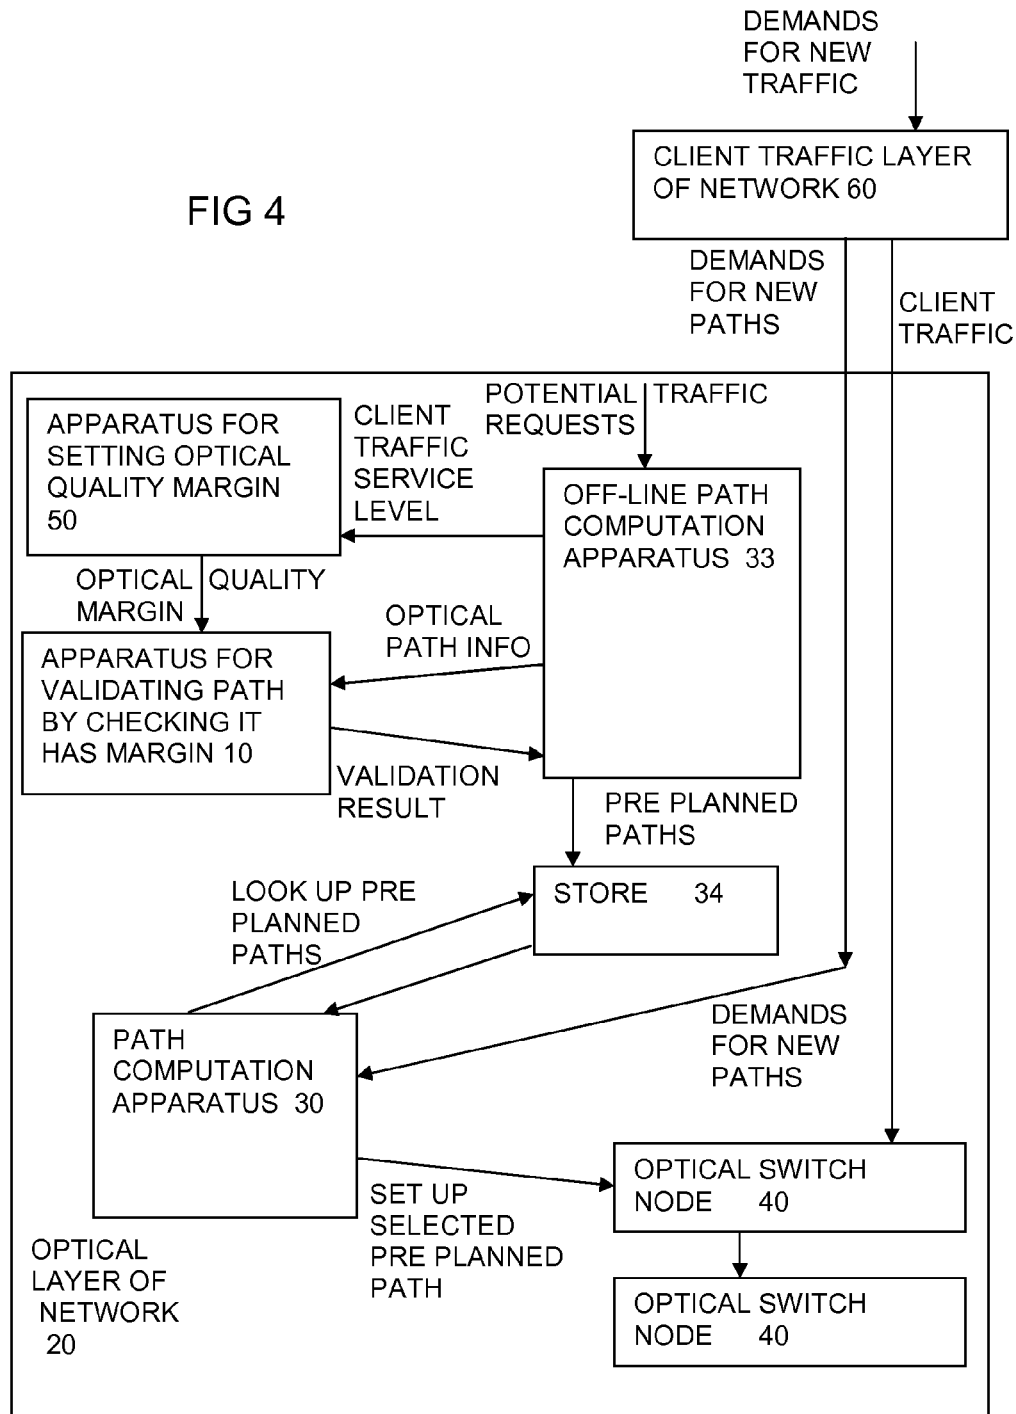 DEMANDS
FOR NEW
TRAFFIC
CLIENT TRAFFIC LAYER
OF NETWORK 60
FIG 4
DEMANDS
FOR NEW
PATHS
CLIENT
TRAFFIC
POTENTIAL TRAFFIC
REQUESTS
APPARATUS FOR
SETTING OPTICAL
QUALITY MARGIN
50
CLIENT
TRAFFIC
SERVICE
LEVEL
OFF-LINE PATH
COMPUTATION
APPARATUS 33
OPTICAL QUALITY
MARGIN
OPTICAL
PATH INFO
APPARATUS FOR
VALIDATING PATH
BY CHECKING IT
HAS MARGIN 10
VALIDATION
RESULT
PRE PLANNED
PATHS
LOOK UP PRE
PLANNED
PATHS
STORE 34
DEMANDS
FOR NEW
PATHS
PATH
COMPUTATION
APPARATUS 30
SET UP
SELECTED
PRE PLANNED
PATH
OPTICAL SWITCH
NODE 40
OPTICAL SWITCH
NODE 40
OPTICAL
LAYER OF
NETWORK
20